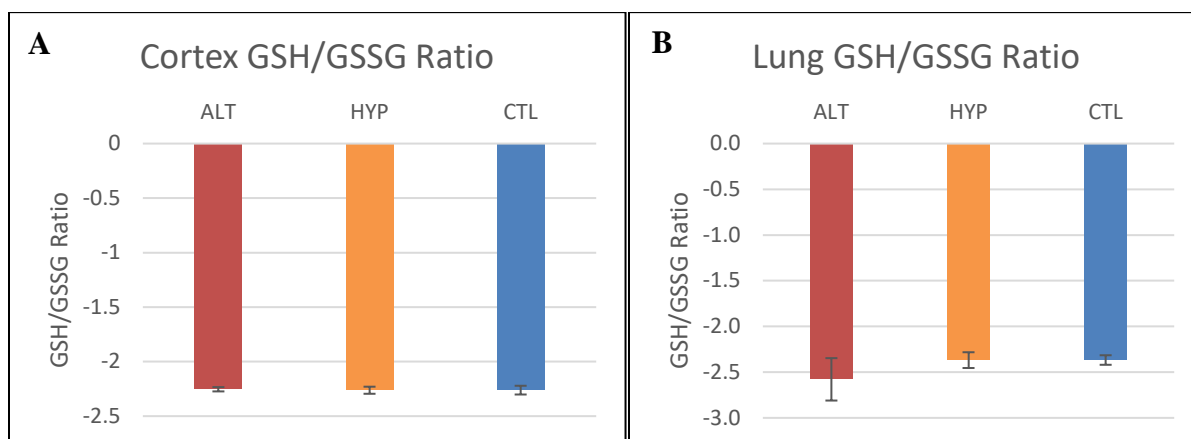 A
Cortex GSH/GSSG Ratio
ALT HYP CTL
0
-0.5
-1
-1.5
-2
-2.5
GSH/GSSG Ratio
B
Lung GSH/GSSG Ratio
ALT HYP CTL
0.0
-0.5
-1.0
-1.5
-2.0
-2.5
-3.0
GSH/GSSG Ratio